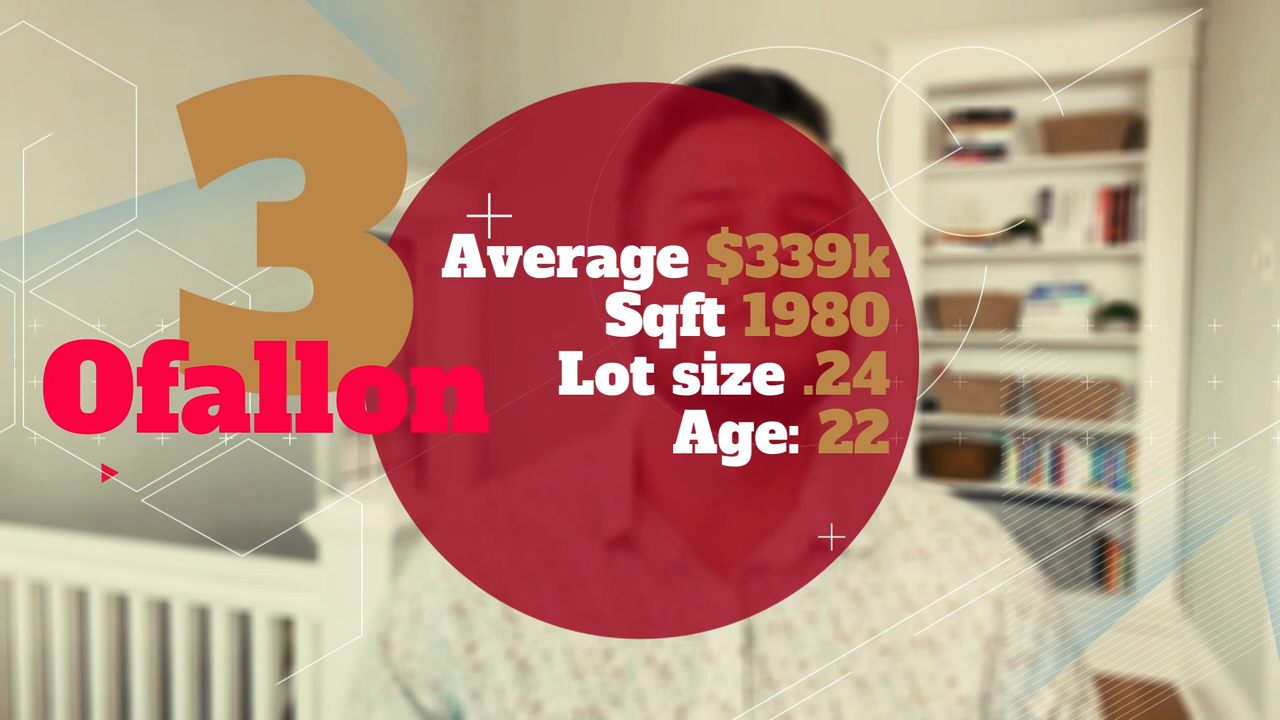 3
Ofallon
Average $339k
Sqft 1980
Lot size .24
Age: 22